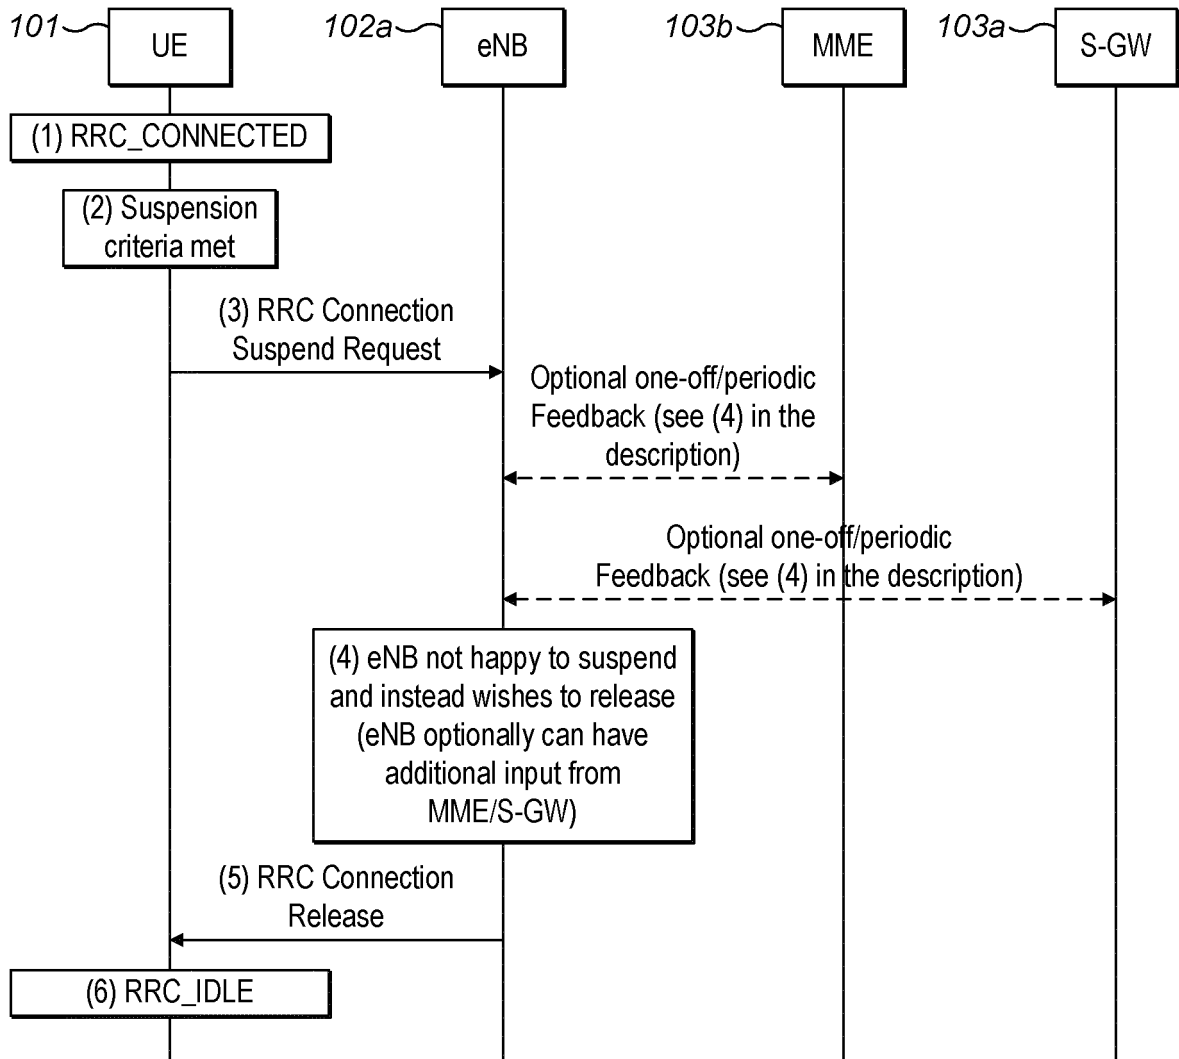 101
UE
102a
eNB
103b
MME
103a
S-GW
(1) RRC_CONNECTED
(2) Suspension
criteria met
(3) RRC Connection
Suspend Request
Optional one-off/periodic
Feedback (see (4) in the
description)
Optional one-off/periodic
Feedback (see (4) in the description)
(4) eNB not happy to suspend
and instead wishes to release
(eNB optionally can have
additional input from
MME/S-GW)
(5) RRC Connection
Release
(6) RRC_IDLE